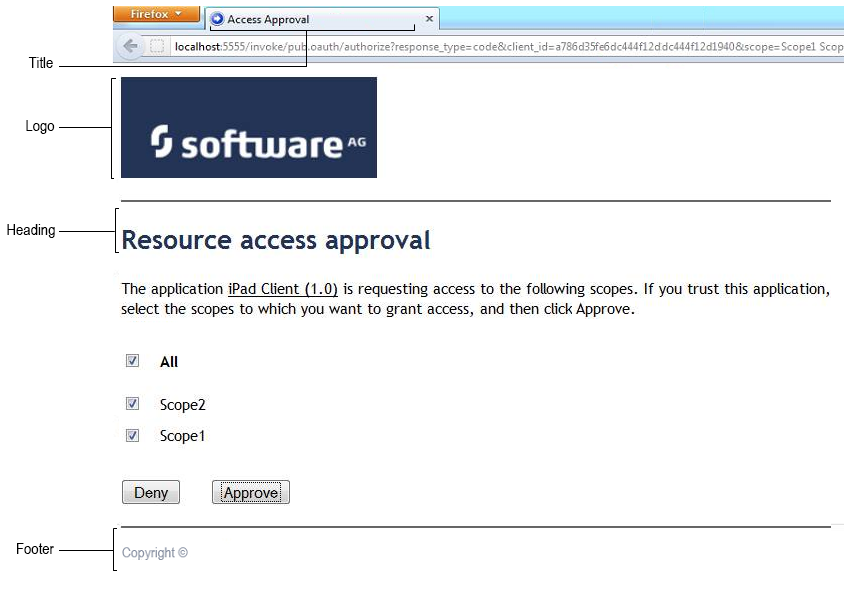 Firefox
Access Approval
localhost:5555/invoke/pub.oauth/authorize?response_type=code&client_id=a786d35fe6dc444f12ddc444f12d1940&scope=Scope1 Scop
Title
Logo
software AG
Heading
Resource access approval
The application iPad Client (1.0) is requesting access to the following scopes. If you trust this application,
select the scopes to which you want to grant access, and then click Approve.
All
Scope2
Scope1
Deny Approve
Footer
Copyright ©